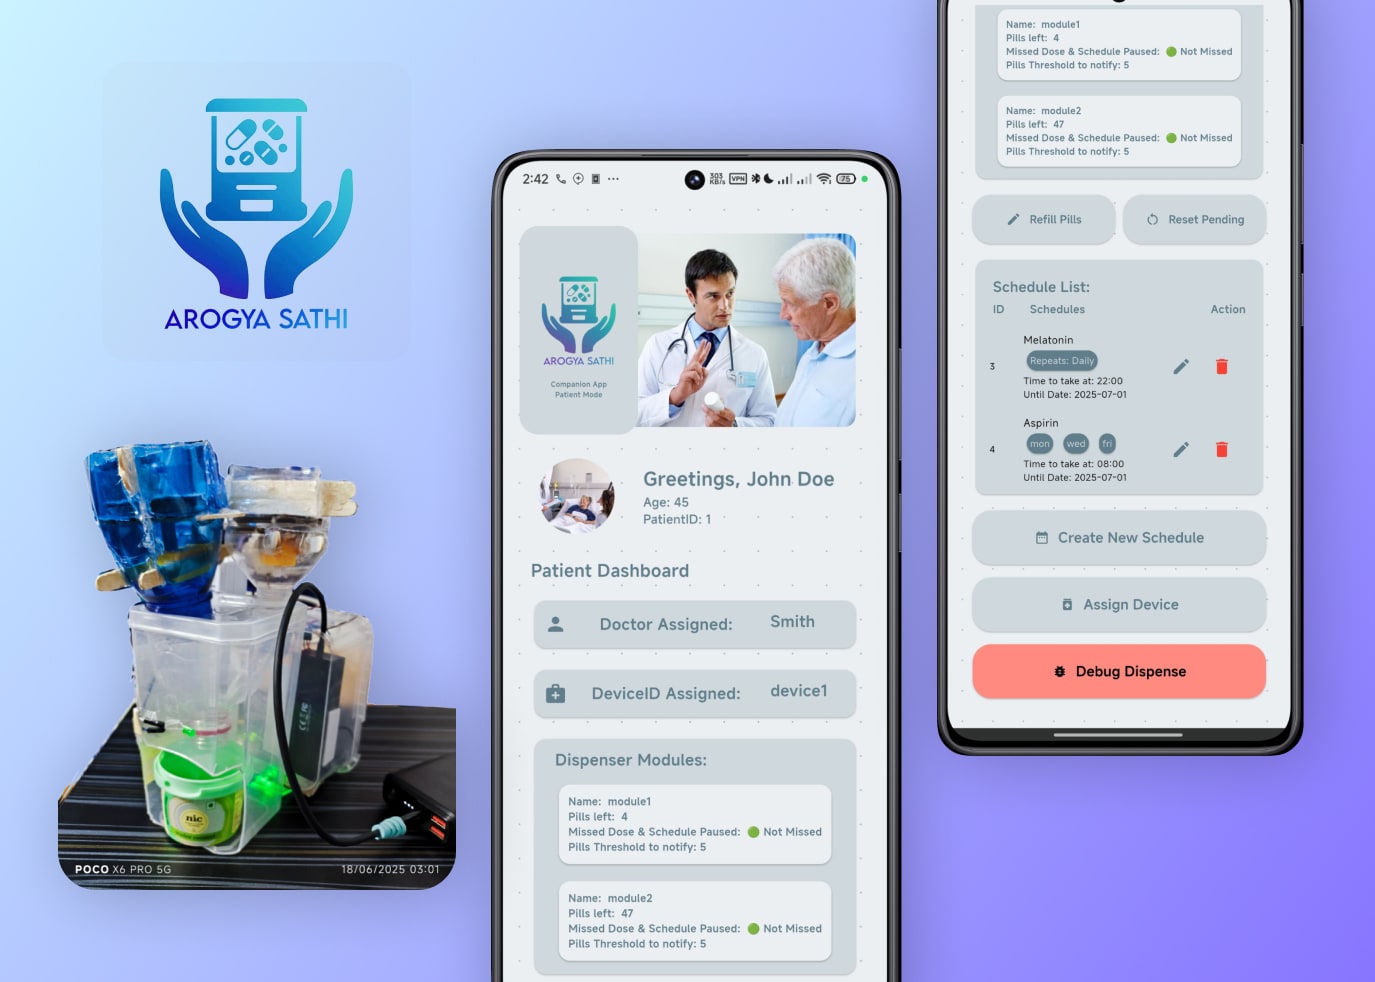 AROGYA SATHI
nic
POCO X6 PRO 5G
18/06/2025 03:01
2:42
303
KB/s
VPN
75
AROGYA SATHI
Companion App
Patient Mode
Greetings, John Doe
Age: 45
PatientID: 1
Patient Dashboard
Doctor Assigned: Smith
DeviceID Assigned: device1
Dispenser Modules:
Name: module1
Pills left: 4
Missed Dose & Schedule Paused: Not Missed
Pills Threshold to notify: 5
Name: module2
Pills left: 47
Missed Dose & Schedule Paused: Not Missed
Pills Threshold to notify: 5
Name: module1
Pills left: 4
Missed Dose & Schedule Paused: Not Missed
Pills Threshold to notify: 5
Name: module2
Pills left: 47
Missed Dose & Schedule Paused: Not Missed
Pills Threshold to notify: 5
Refill Pills
Reset Pending
Schedule List:
ID Schedules Action
Melatonin
Repeats: Daily
3
Time to take at: 22:00
Until Date: 2025-07-01
Aspirin
mon wed fri
4
Time to take at: 08:00
Until Date: 2025-07-01
Create New Schedule
Assign Device
Debug Dispense